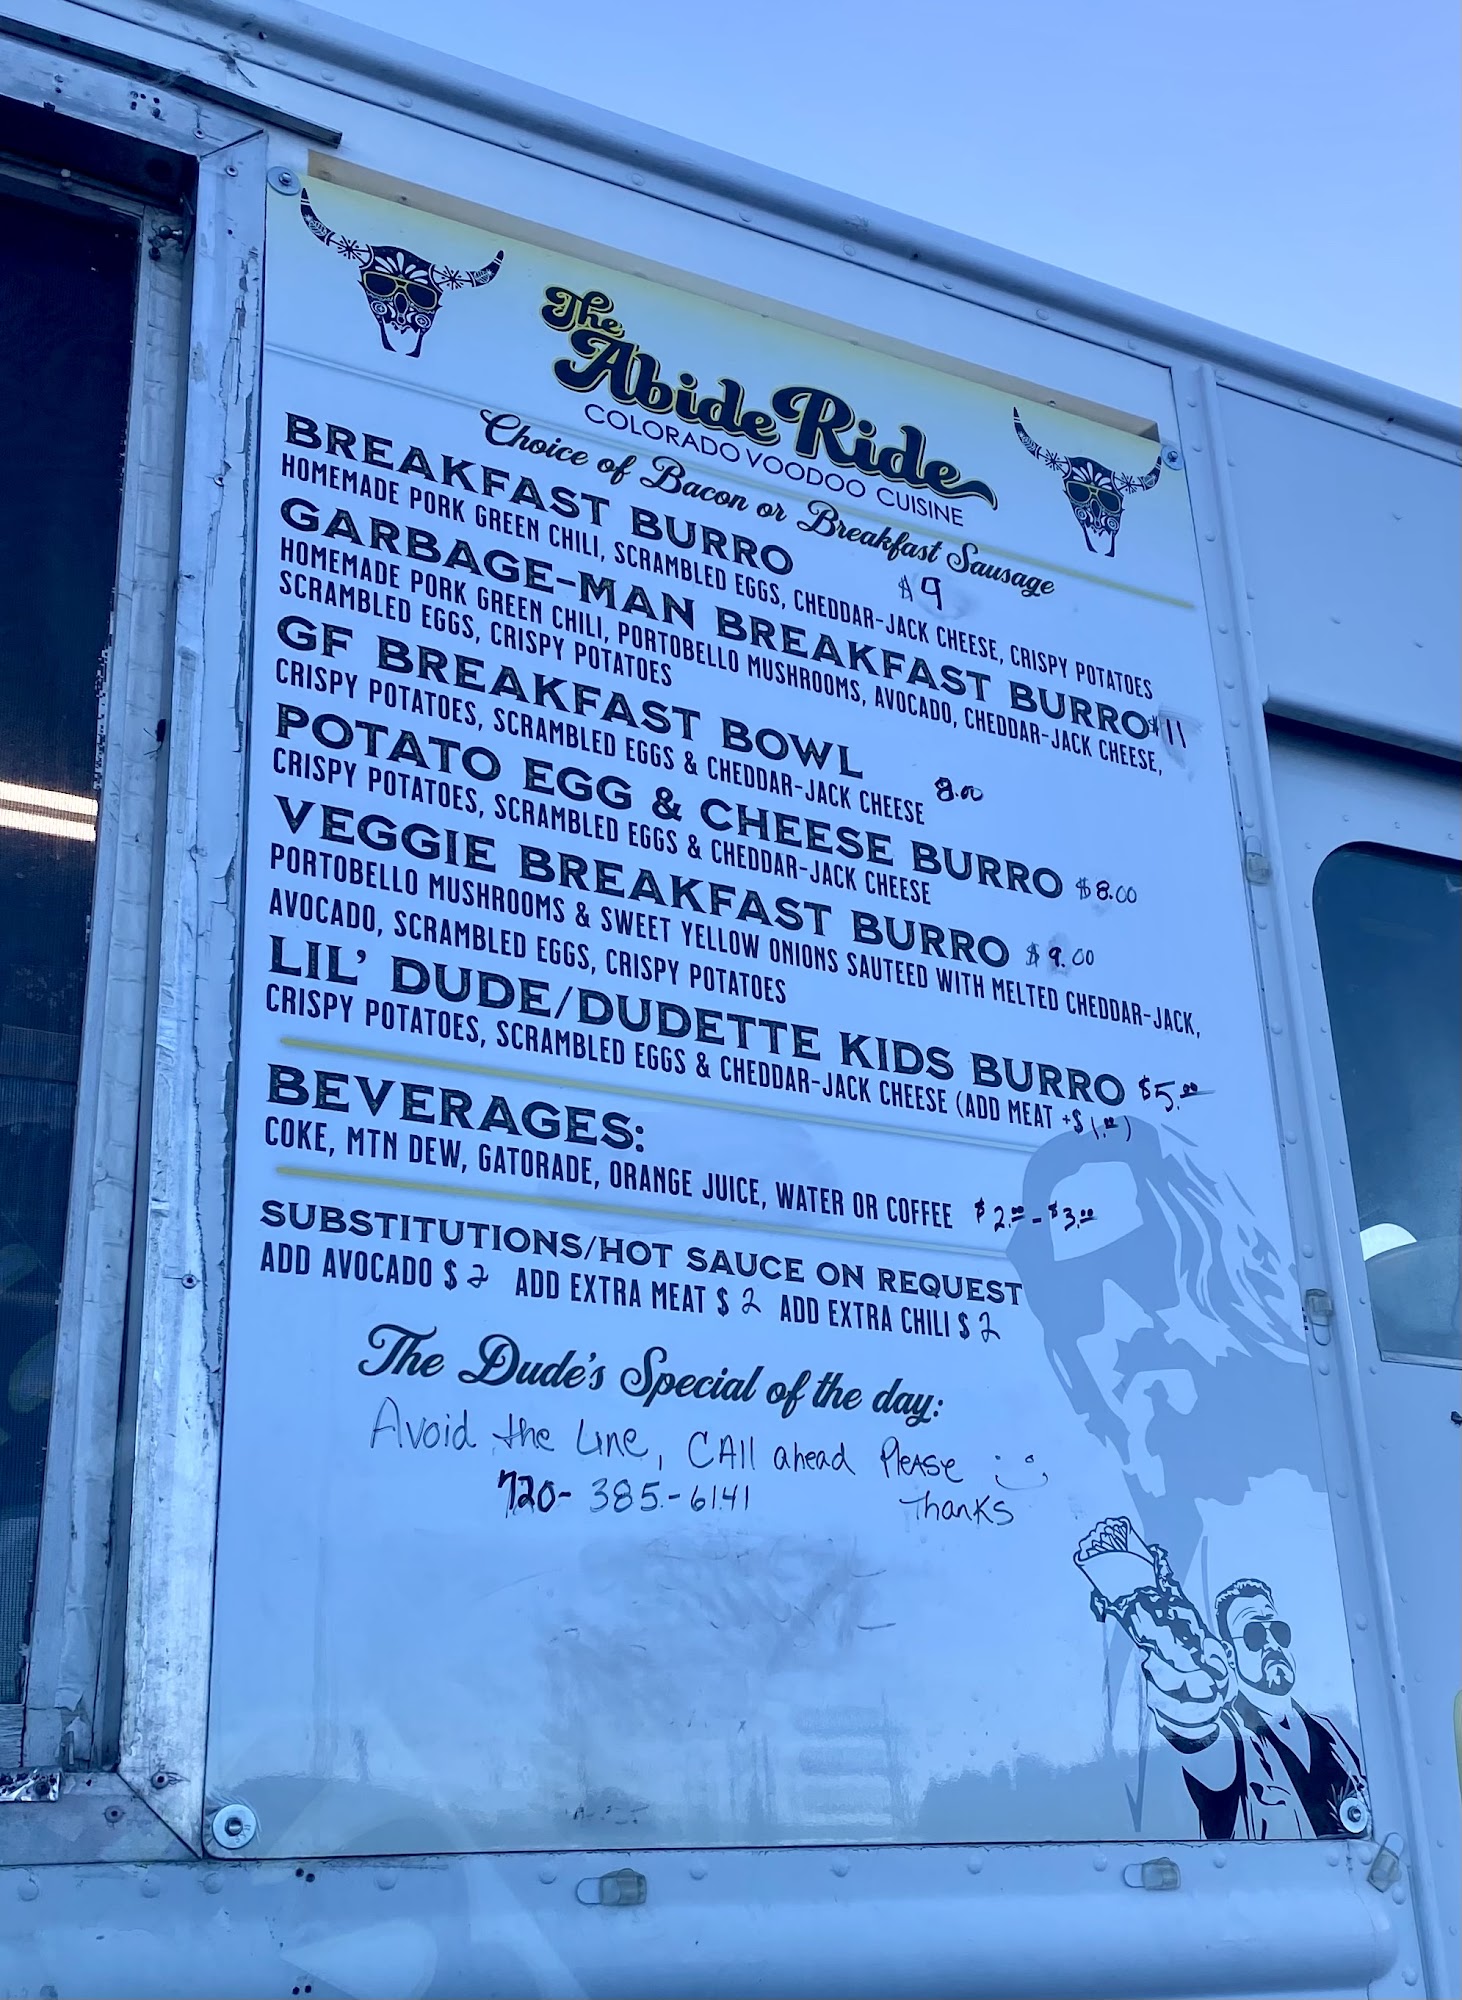 The
Abide Ride
COLORADO VOODOO CUISINE
Choice of Bacon or Breakfast Sausage
BREAKFAST BURRO $9
HOMEMADE PORK GREEN CHILI, SCRAMBLED EGGS, CHEDDAR-JACK CHEESE, CRISPY POTATOES
GARBAGE-MAN BREAKFAST BURRO $11
HOMEMADE PORK GREEN CHILI, PORTOBELLO MUSHROOMS, AVOCADO, CHEDDAR-JACK CHEESE,
SCRAMBLED EGGS, CRISPY POTATOES
GF BREAKFAST BOWL 8.00
CRISPY POTATOES, SCRAMBLED EGGS & CHEDDAR-JACK CHEESE
POTATO EGG & CHEESE BURRO $8.00
CRISPY POTATOES, SCRAMBLED EGGS & CHEDDAR-JACK CHEESE
VEGGIE BREAKFAST BURRO $9.00
PORTOBELLO MUSHROOMS & SWEET YELLOW ONIONS SAUTEED WITH MELTED CHEDDAR-JACK,
AVOCADO, SCRAMBLED EGGS, CRISPY POTATOES
LIL' DUDE/DUDETTE KIDS BURRO $5.00
CRISPY POTATOES, SCRAMBLED EGGS & CHEDDAR-JACK CHEESE (ADD MEAT +$1.00)
BEVERAGES:
COKE, MTN DEW, GATORADE, ORANGE JUICE, WATER OR COFFEE $2.00-$3.00
SUBSTITUTIONS/HOT SAUCE ON REQUEST
ADD AVOCADO $2 ADD EXTRA MEAT $2 ADD EXTRA CHILI $2
The Dude's Special of the day:
Avoid the Line, CAll ahead PleAse
720-385-6141 Thanks